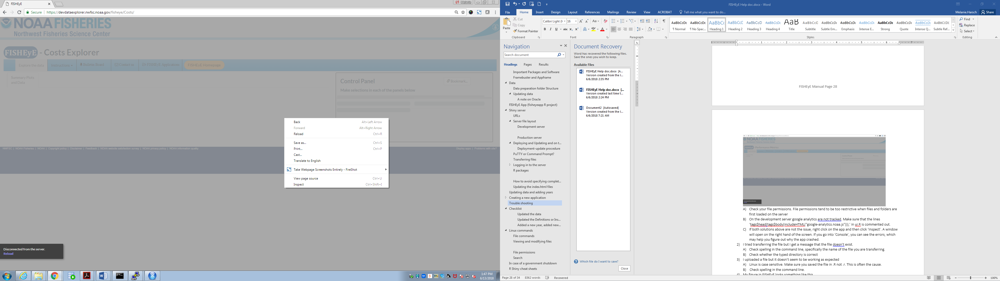 FISHEyE
Melanie
Secure
https://devdataexplorer.nwfsc.noaa.gov/fisheye/Costs/
NOAA FISHERIES
Northwest Fisheries Science Center
FISHEyE - Costs Explorer
Explore the data
Instructions
Bulletin Board
Contact us
FISHEyE Applications
FISHEyE Homepage
Summary Plots
and Data
Control Panel
Bookmark...
Make selections in each of the panels below
Back Alt+Left Arrow
Forward Alt+Right Arrow
Reload Ctrl+R
Save as... Ctrl+S
Print... Ctrl+P
Cast...
Translate to English
Take Webpage Screenshots Entirely - FireShot
View page source Ctrl+U
Inspect Ctrl+Shift+I
NWFSC | NOAA Fisheries | NOAA | Copyright policy | Disclaimer | Feedback | NOAA website satisfaction survey | NOAA privacy policy | NOAA information quality
Display apps | Problems with site?
Disconnected from the server.
Reload
1:47 PM
6/13/2018
FISHEyE Help doc.docx - Word
File Home Insert Design Layout References Mailings Review View ACROBAT Tell me what you want to do...
Melanie.Harsch
Share
Paste
Cut
Copy
Format Painter
Clipboard
Calibri Light (H
16
Font
Paragraph
¶ Normal
¶ No Spac...
Heading 1
Heading 2
Heading 3
Heading 4
Title
Subtitle
Subtle Em...
Emphasis
Intense E...
Strong
Quote
Intense Q...
Subtle Ref...
Styles
Find
Replace
Select
Editing
Navigation
Search document
Headings Pages Results
Important Packages and Software
Framebuster and Appframe
Data
Data preparation folder Structure
Updating data
A note on Oracle
FISHEyE App (fisheyeapp R project)
Shiny server
URLs
Server file layout
Development server
Production server
Deploying and Updating and on t...
Deployment-update procedure
PuTTY or Command Prompt?
Transferring files
Logging in to the server
R packages
How to avoid specifying complet...
Updating the index.html files
Updating data and adding years
Creating a new application
Trouble shooting
Checklist
Updated the data
Updated the Definitions or Ins...
Added a new year, added new...
Linux commands
File commands
Viewing and modifying files
File permissions
Search
In case of a government shutdown
R Shiny cheat sheets
Document Recovery
Word has recovered the following files.
Save the ones you wish to keep.
Available Files
FISHEyE Help doc.docx [A...
Version created from the l...
6/6/2018 2:35 PM
FISHEyE Help doc.docx [...
Version created last time t...
6/6/2018 2:24 PM
Document2 [Autosaved]
Version created from the l...
6/6/2018 7:21 AM
Which file do I want to save?
Close
FISHEyE Manual Page 28
NOAA FISHERIES
Performance Metrics
A) Check your file permissions. File permissions tend to be too restrictive when files and folders are
first loaded on the server
B) On the development server google analytics are not tracked. Make sure that the lines
‘tags$head(tags$body(includeHTML("google-analytics.noaa.js"))),’ in ui.R is commented out.
C) If both solutions above are not the issue, right click on the app and then click ‘Inspect’. A window
will open on the right hand of the screen. If you go into ‘Console’, you can see the errors, which
may help you figure out why the app crashed.
2) I tried transferring the file but I get a message that the file doesn’t exist.
A) Check spelling in the command line, specifically the name of the file you are transferring.
B) Check whether the typed directory is correct
3) I uploaded a file but it doesn’t seem to be working as expected
A) Linux is case sensitive. Make sure you saved the file in .R not .r. This is often the cause.
B) Check spelling in the command line.
4) My figure in FISHEyE looks something like this
Page 28 of 34 8362 words Recovered
100%